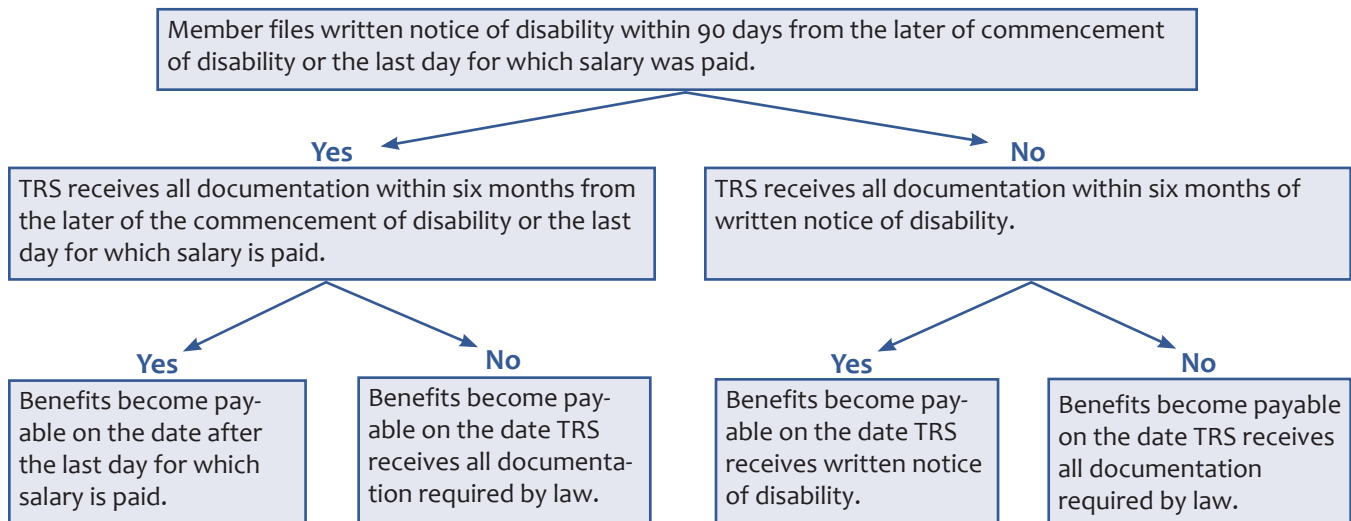 Member files written notice of disability within 90 days from the later of commencement
of disability or the last day for which salary was paid.
Yes
No
TRS receives all documentation within six months from
the later of the commencement of disability or the last
day for which salary is paid.
TRS receives all documentation within six months of
written notice of disability.
Yes
No
Yes
No
Benefits become pay-
able on the date after
the last day for which
salary is paid.
Benefits become pay-
able on the date TRS
receives all documenta-
tion required by law.
Benefits become pay-
able on the date TRS
receives written notice
of disability.
Benefits become payable
on the date TRS receives
all documentation
required by law.